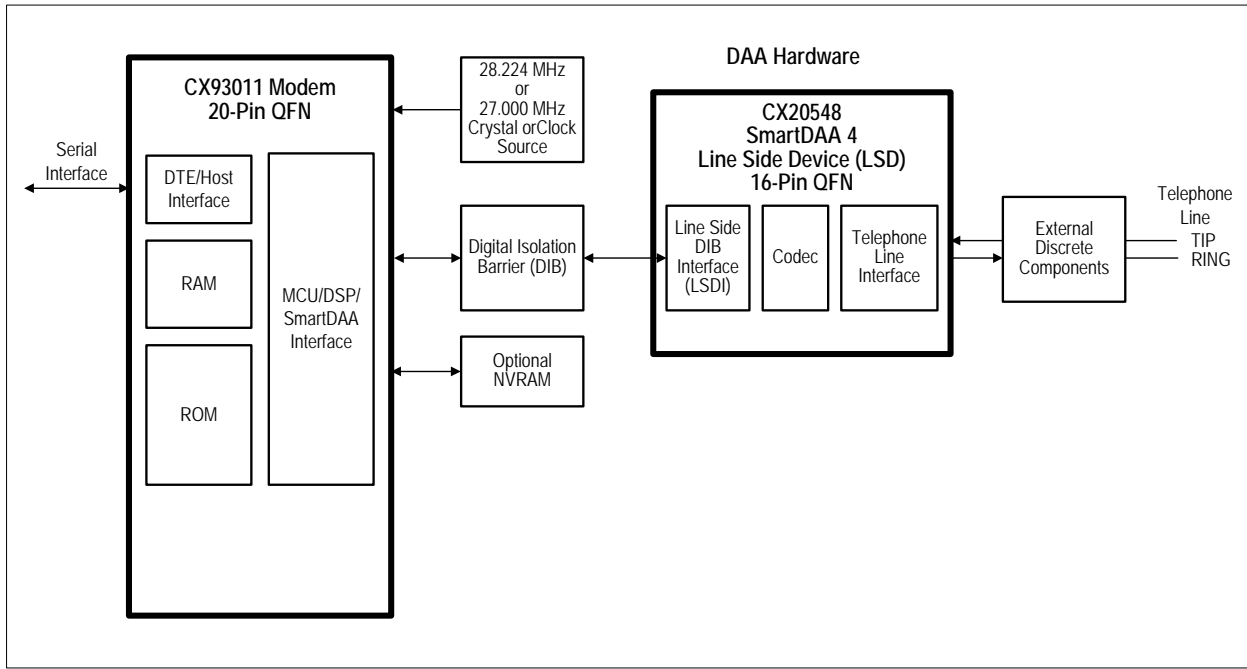 CX93011 Modem
20-Pin QFN
Serial
Interface
DTE/Host
Interface
RAM
ROM
MCU/DSP/
SmartDAA
Interface
28.224 MHz
or
27.000 MHz
Crystal orClock
Source
Digital Isolation
Barrier (DIB)
Optional
NVRAM
DAA Hardware
CX20548
SmartDAA 4
Line Side Device (LSD)
16-Pin QFN
Line Side
DIB
Interface
(LSDI)
Codec
Telephone
Line
Interface
External
Discrete
Components
Telephone
Line
TIP
RING